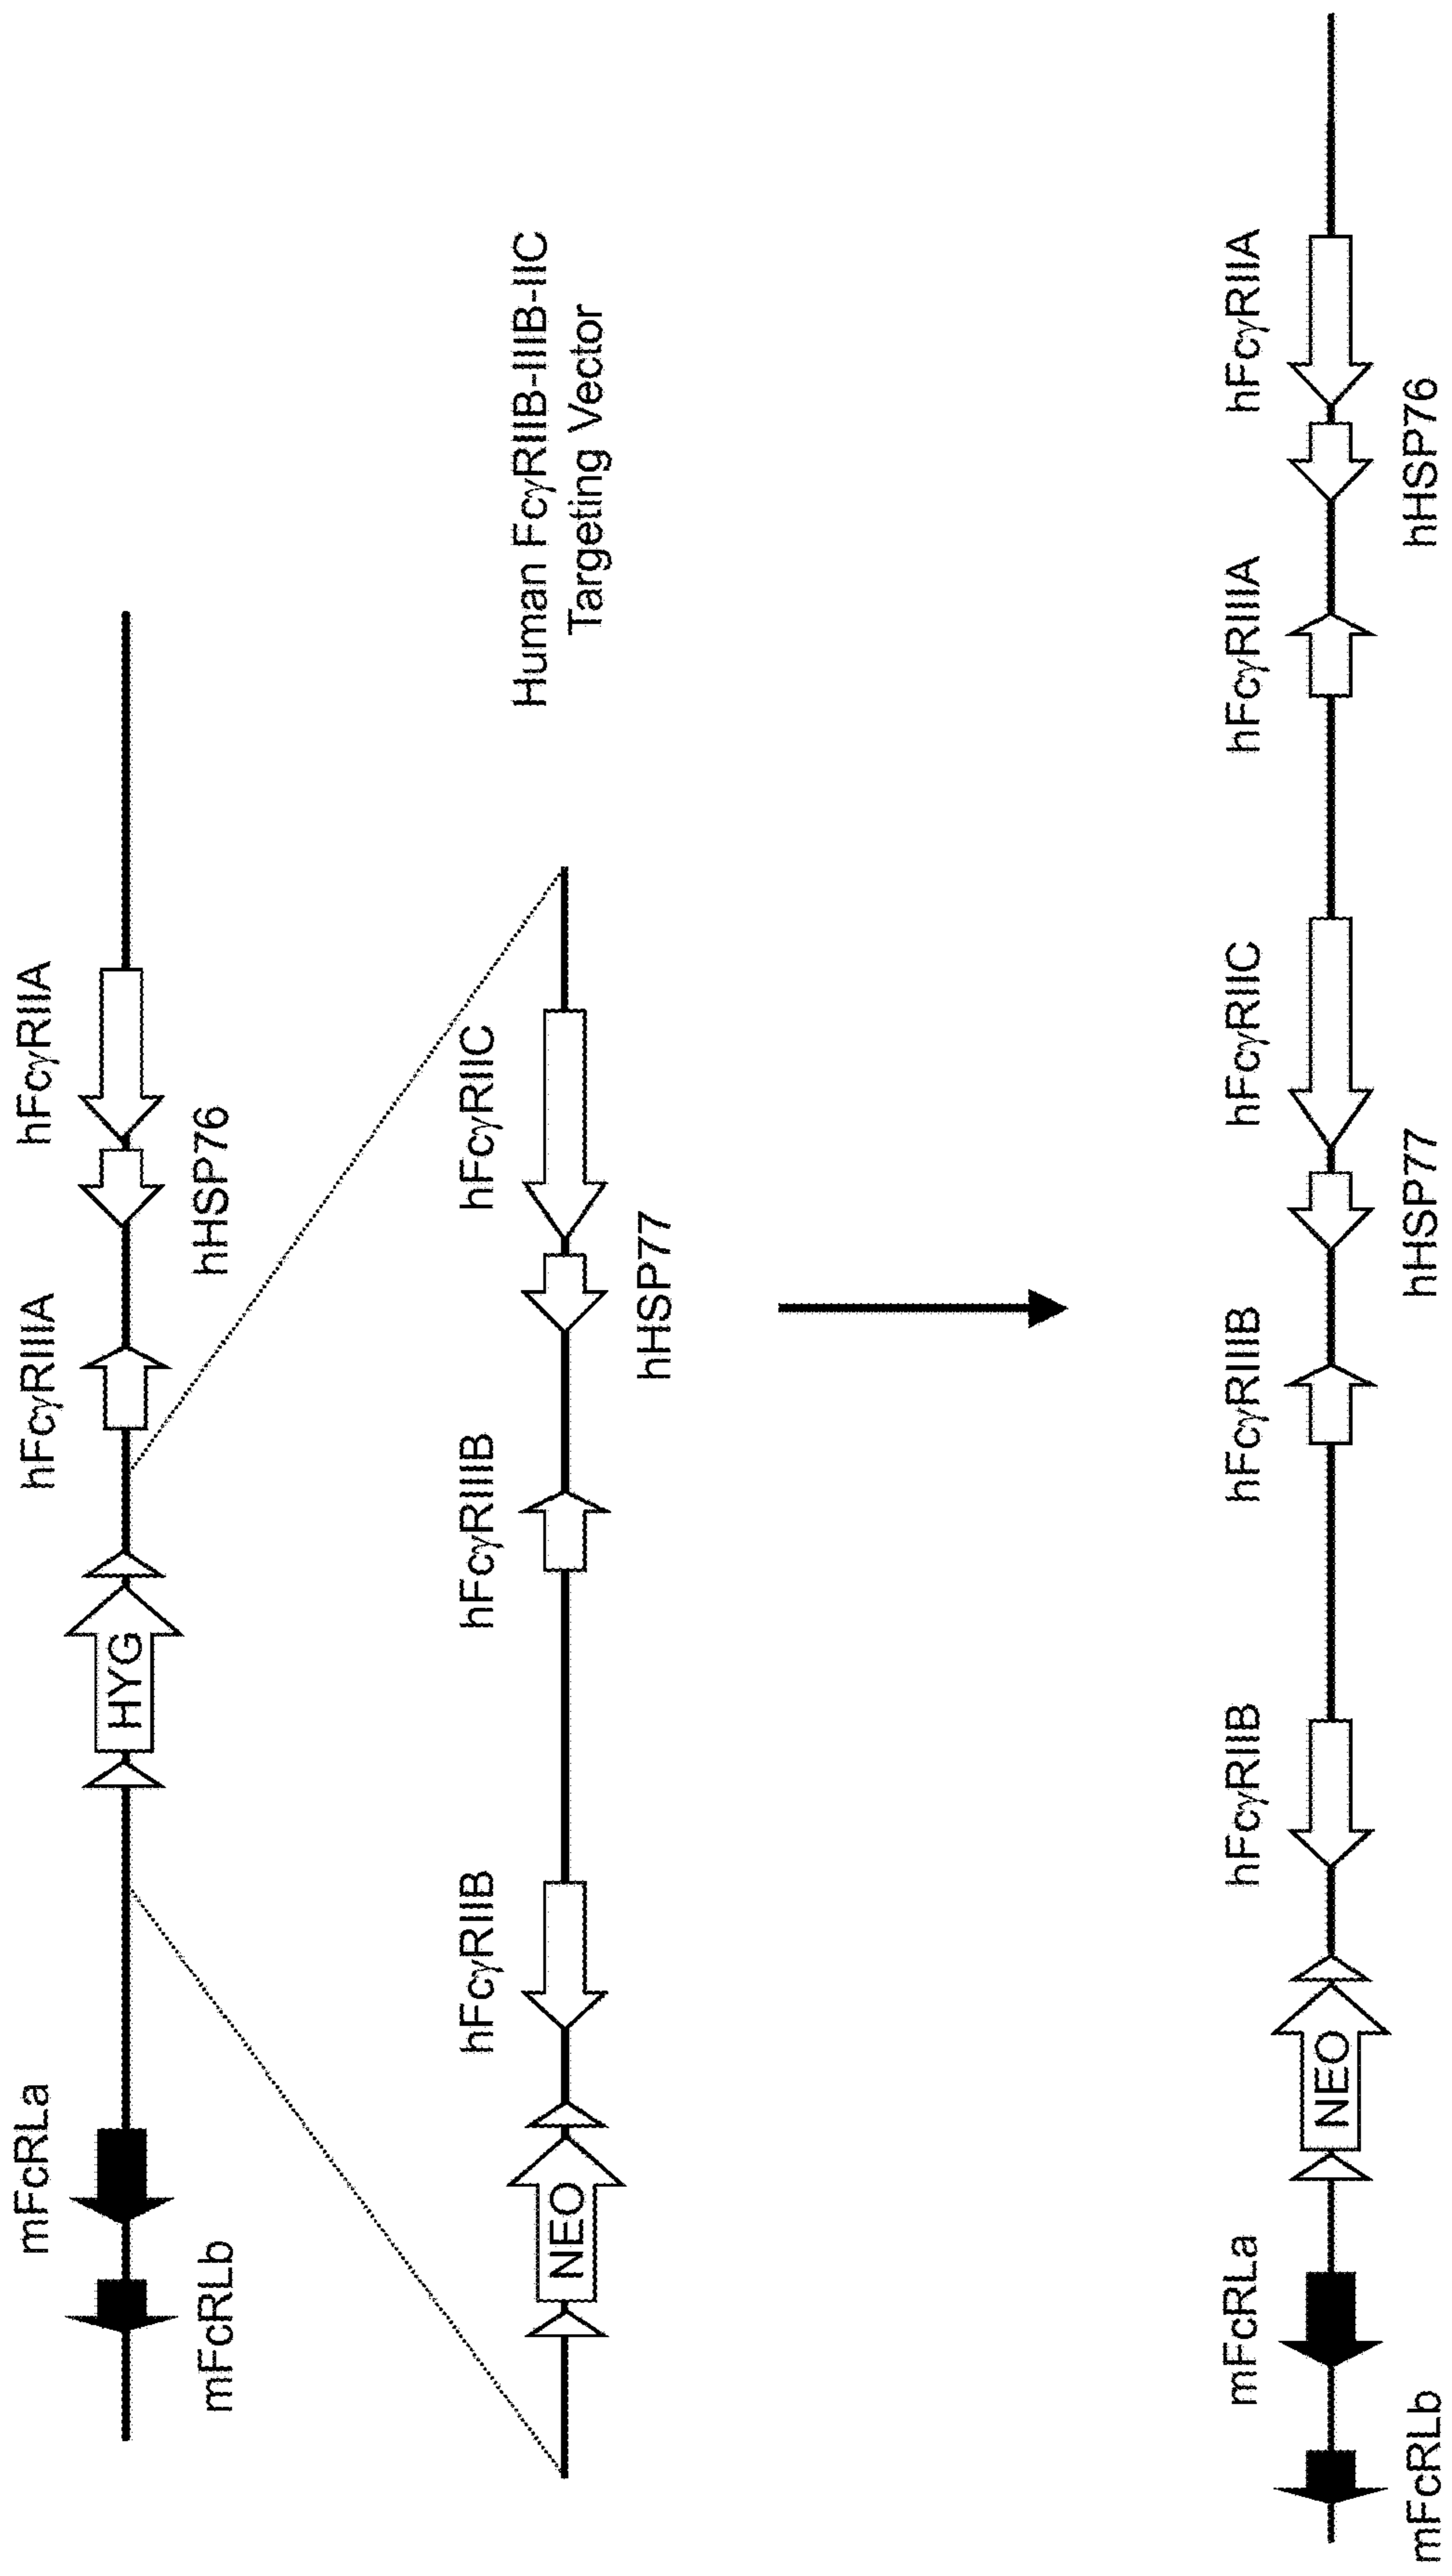 mFcRLb
mFcRLa
HYG
hFcγRIIIA
hHSP76
hFcγRIIA
NEO
hFcγRIIB
hFcγRIIIB
hHSP77
hFcγRIIC
Human FcγRIIB-IIIB-IIC
Targeting Vector
mFcRLb
mFcRLa
NEO
hFcγRIIB
hFcγRIIIB
hHSP77
hFcγRIIC
hFcγRIIIA
hHSP76
hFcγRIIA